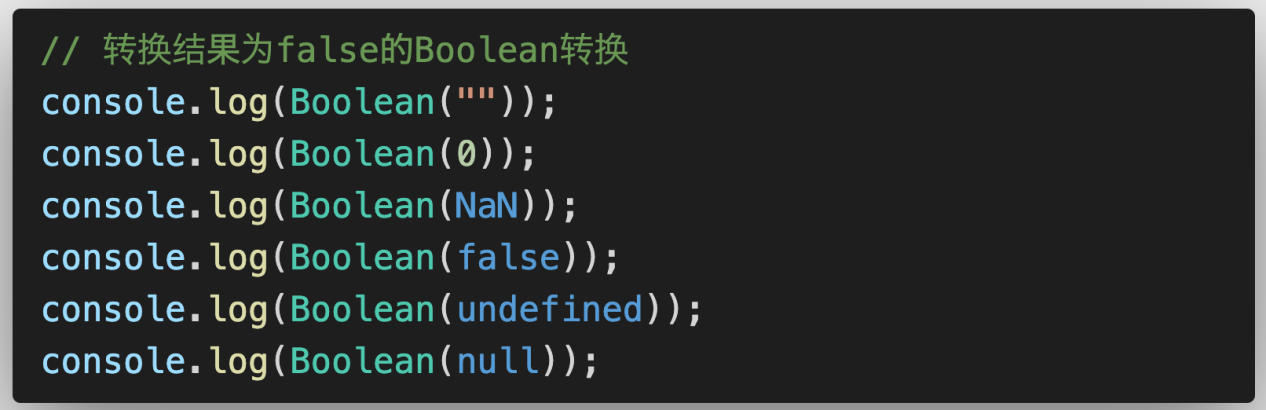 // 转换结果为false的Boolean转换
console.log(Boolean(""));
console.log(Boolean(0));
console.log(Boolean(NaN));
console.log(Boolean(false));
console.log(Boolean(undefined));
console.log(Boolean(null));